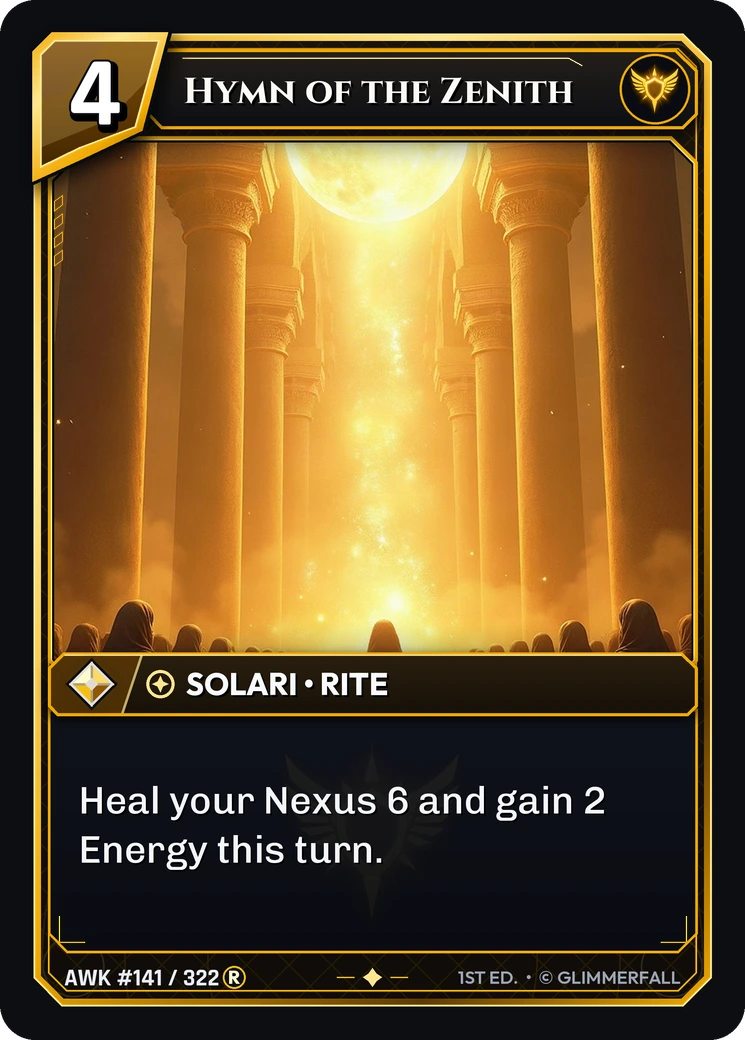 4
Hymn of the Zenith
SOLARI • RITE
Heal your Nexus 6 and gain 2
Energy this turn.
AWK #141 / 322 R
1ST ED. • © GLIMMERFALL